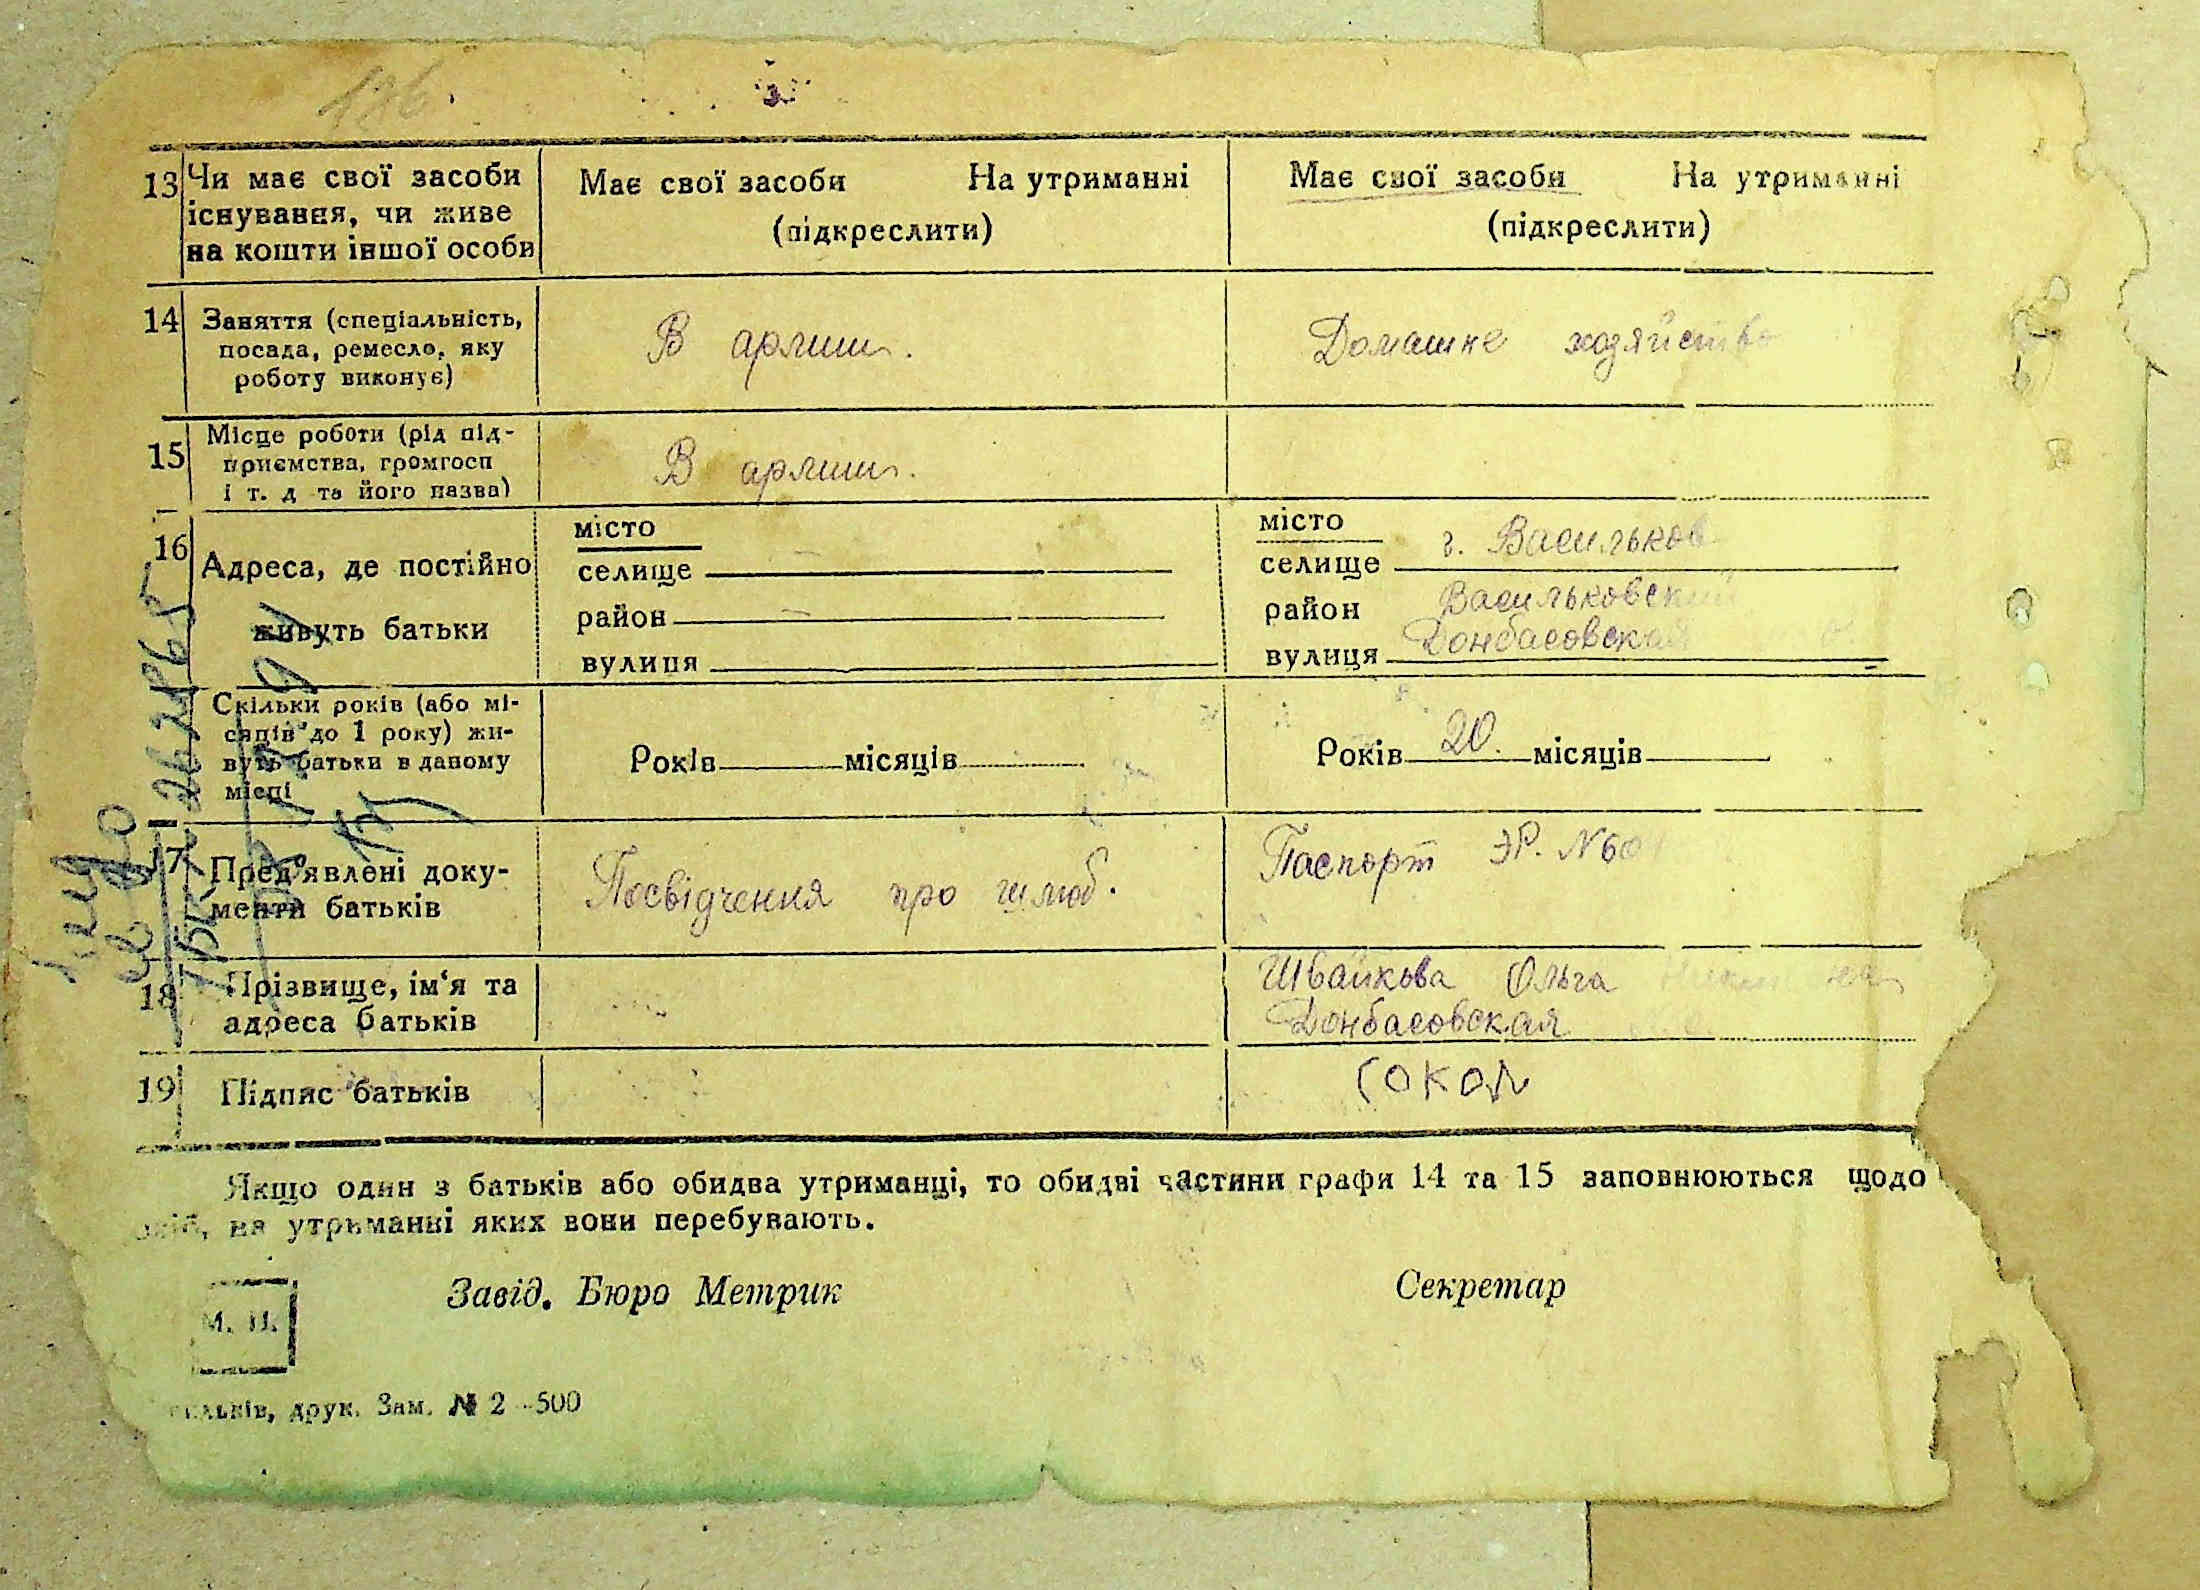 186
13 Чи має свої засоби існування, чи живе на кошти іншої особи
Має свої засоби На утриманні
(підкреслити)
Має свої засоби На утриманні
(підкреслити)
14 Заняття (спеціальність, посада, ремесло, яку роботу виконує)
В армии.
Домашне хозяйство
15 Місце роботи (рід підприємства, громгосп і т. д та його назва)
В армии.
16 Адреса, де постійно живуть батьки
місто
селище
район
вулиця
місто
селище г. Васильков
район Васильковский
вулиця Донбасовская
Скільки років (або місяців до 1 року) живуть батьки в даному місці
Років місяців
Років 20. місяців
17 Пред'явлені документи батьків
Посвідчення про шлюб.
Паспорт ЭР. №60
18 Прізвище, ім'я та адреса батьків
Швайкова Ольга
Донбасовская
19 Підпис батьків
Сокол
Якщо один з батьків або обидва утриманці, то обидві частини графи 14 та 15 заповнюються щодо
на утриманні яких вони перебувають.
М. П.
Завід. Бюро Метрик
Секретар
друк. Зам. № 2 -500